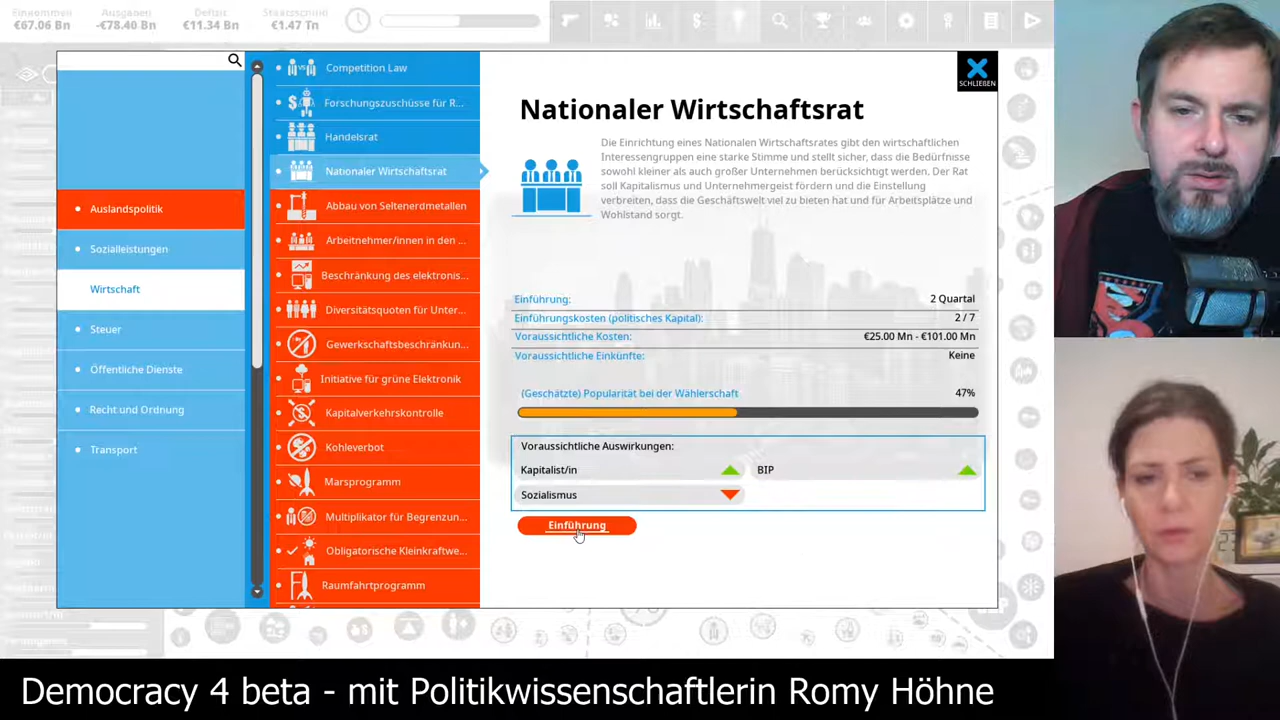 Einkommen Ausgaben Defizit Staatsschuld
€67.06 Bn -€78.40 Bn €11.34 Bn €1.47 Tn
SCHLIEßEN
Auslandspolitik
Sozialleistungen
Wirtschaft
Steuer
Öffentliche Dienste
Recht und Ordnung
Transport
Competition Law
Forschungszuschüsse für R...
Handelsrat
Nationaler Wirtschaftsrat
Abbau von Seltenerdmetallen
Arbeitnehmer/innen in den ...
Beschränkung des elektronis...
Diversitätsquoten für Unter...
Gewerkschaftsbeschränkun...
Initiative für grüne Elektronik
Kapitalverkehrskontrolle
Kohleverbot
Marsprogramm
Multiplikator für Begrenzun...
Obligatorische Kleinkraftwe...
Raumfahrtprogramm
Nationaler Wirtschaftsrat
Die Einrichtung eines Nationalen Wirtschaftsrates gibt den wirtschaftlichen
Interessengruppen eine starke Stimme und stellt sicher, dass die Bedürfnisse
sowohl kleiner als auch großer Unternehmen berücksichtigt werden. Der Rat
soll Kapitalismus und Unternehmergeist fördern und die Einstellung
verbreiten, dass die Geschäftswelt viel zu bieten hat und für Arbeitsplätze und
Wohlstand sorgt.
Einführung: 2 Quartal
Einführungskosten (politisches Kapital): 2 / 7
Voraussichtliche Kosten: €25.00 Mn - €101.00 Mn
Voraussichtliche Einkünfte: Keine
(Geschätzte) Popularität bei der Wählerschaft 47%
Voraussichtliche Auswirkungen:
Kapitalist/in BIP
Sozialismus
Einführung
Democracy 4 beta - mit Politikwissenschaftlerin Romy Höhne